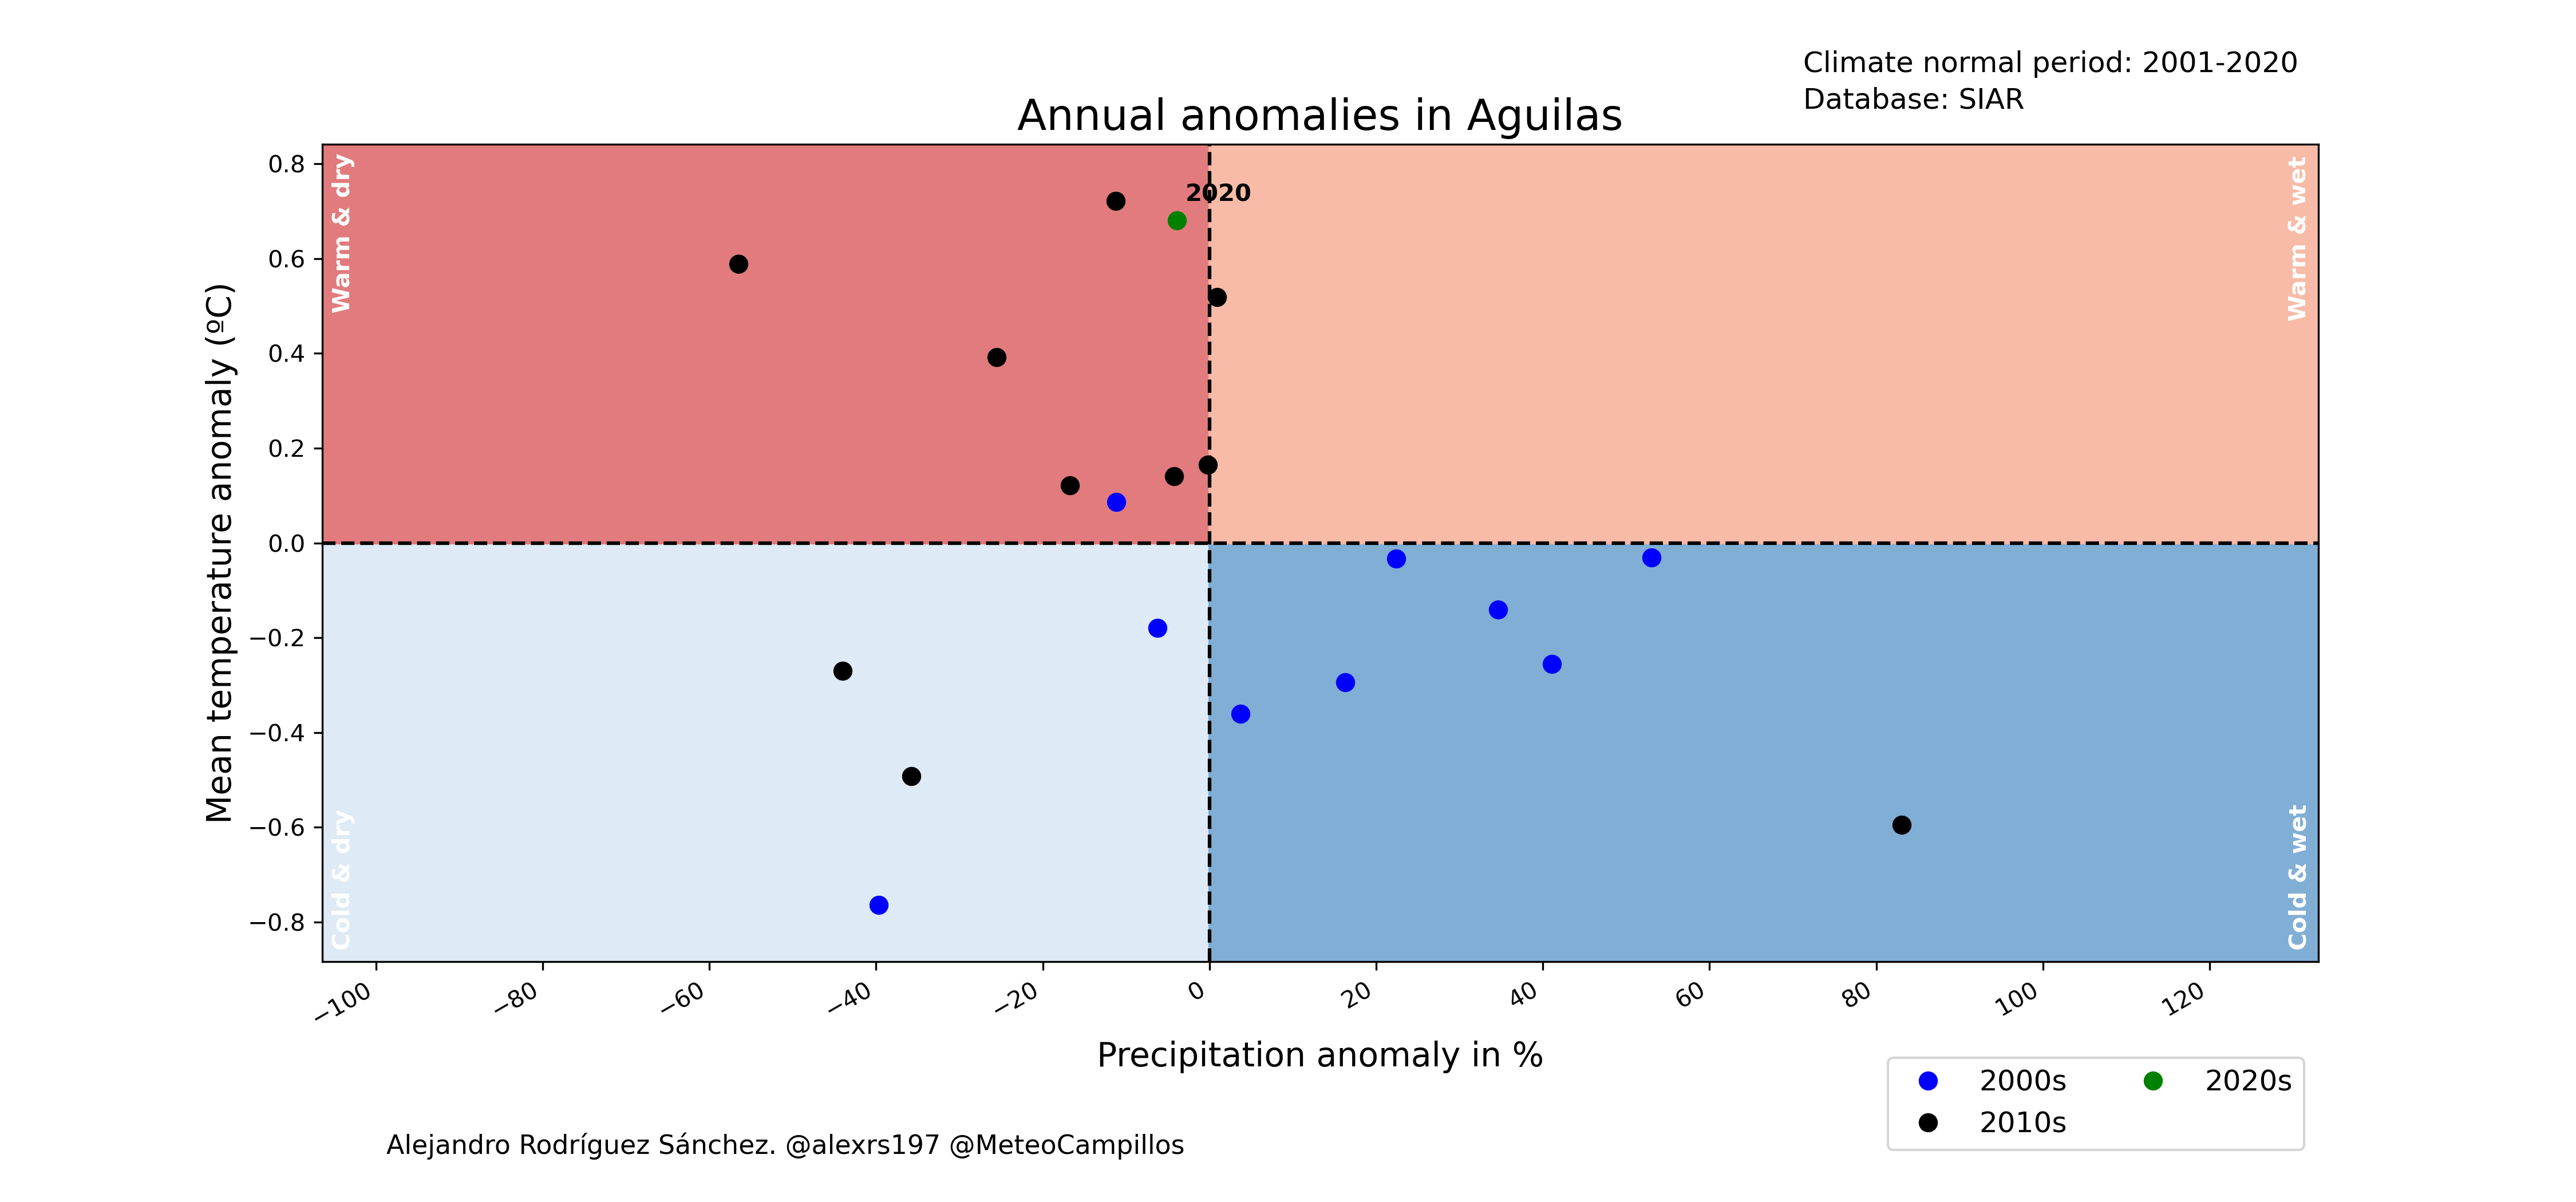 Climate normal period: 2001-2020
Database: SIAR
Annual anomalies in Aguilas
Mean temperature anomaly (ºC)
0.8
0.6
0.4
0.2
0.0
−0.2
−0.4
−0.6
−0.8
Warm & dry
Warm & wet
2020
Cold & dry
Cold & wet
−100
−80
−60
−40
−20
0
20
40
60
80
100
120
Precipitation anomaly in %
2000s
2010s
2020s
Alejandro Rodríguez Sánchez. @alexrs197 @MeteoCampillos